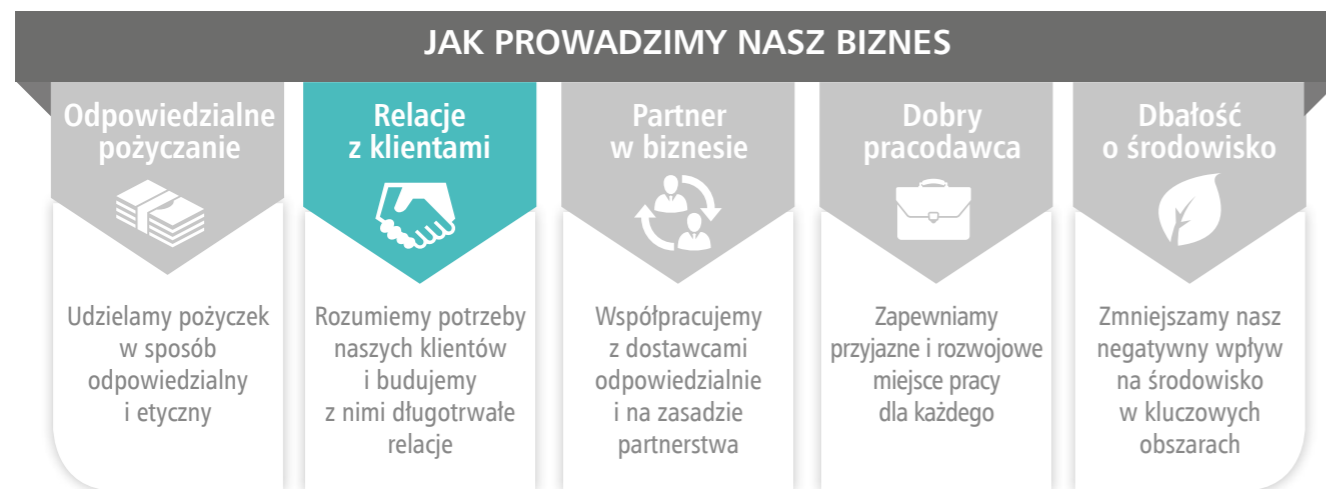 JAK PROWADZIMY NASZ BIZNES
Odpowiedzialne
pożyczanie
Udzielamy pożyczek
w sposób
odpowiedzialny
i etyczny
Relacje
z klientami
Rozumiemy potrzeby
naszych klientów
i budujemy
z nimi długotrwałe
relacje
Partner
w biznesie
Współpracujemy
z dostawcami
odpowiedzialnie
i na zasadzie
partnerstwa
Dobry
pracodawca
Zapewniamy
przyjazne i rozwojowe
miejsce pracy
dla każdego
Dbałość
o środowisko
Zmniejszamy nasz
negatywny wpływ
na środowisko
w kluczowych
obszarach